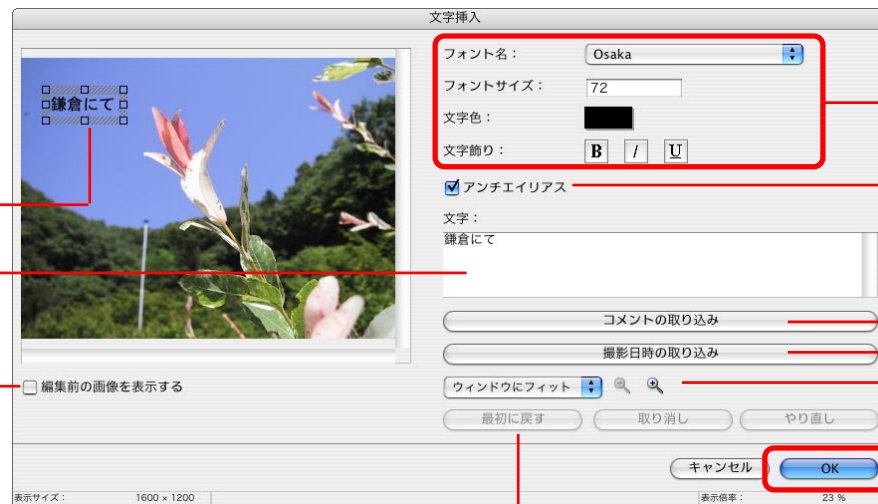 文字挿入
鎌倉にて
フォント名：
Osaka
フォントサイズ：
72
文字色：
文字飾り：
B
I
U
アンチエイリアス
文字：
鎌倉にて
コメントの取り込み
撮影日時の取り込み
編集前の画像を表示する
ウィンドウにフィット
最初に戻す
取り消し
やり直し
キャンセル
OK
表示サイズ：
1600 × 1200
表示倍率：
23 %